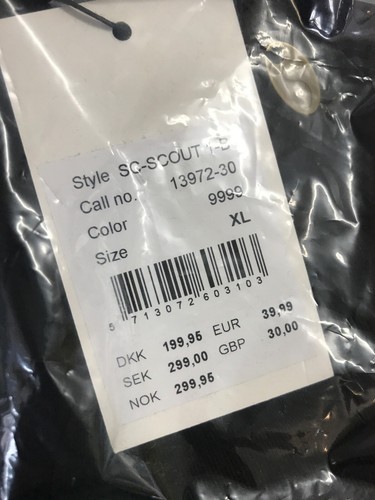 Style SC-SCOUT 1-B
Call no. 13972-30
Color 9999
Size XL
5 713072 603103
DKK 199,95 EUR 39,99
SEK 299,00 GBP 30,00
NOK 299,95